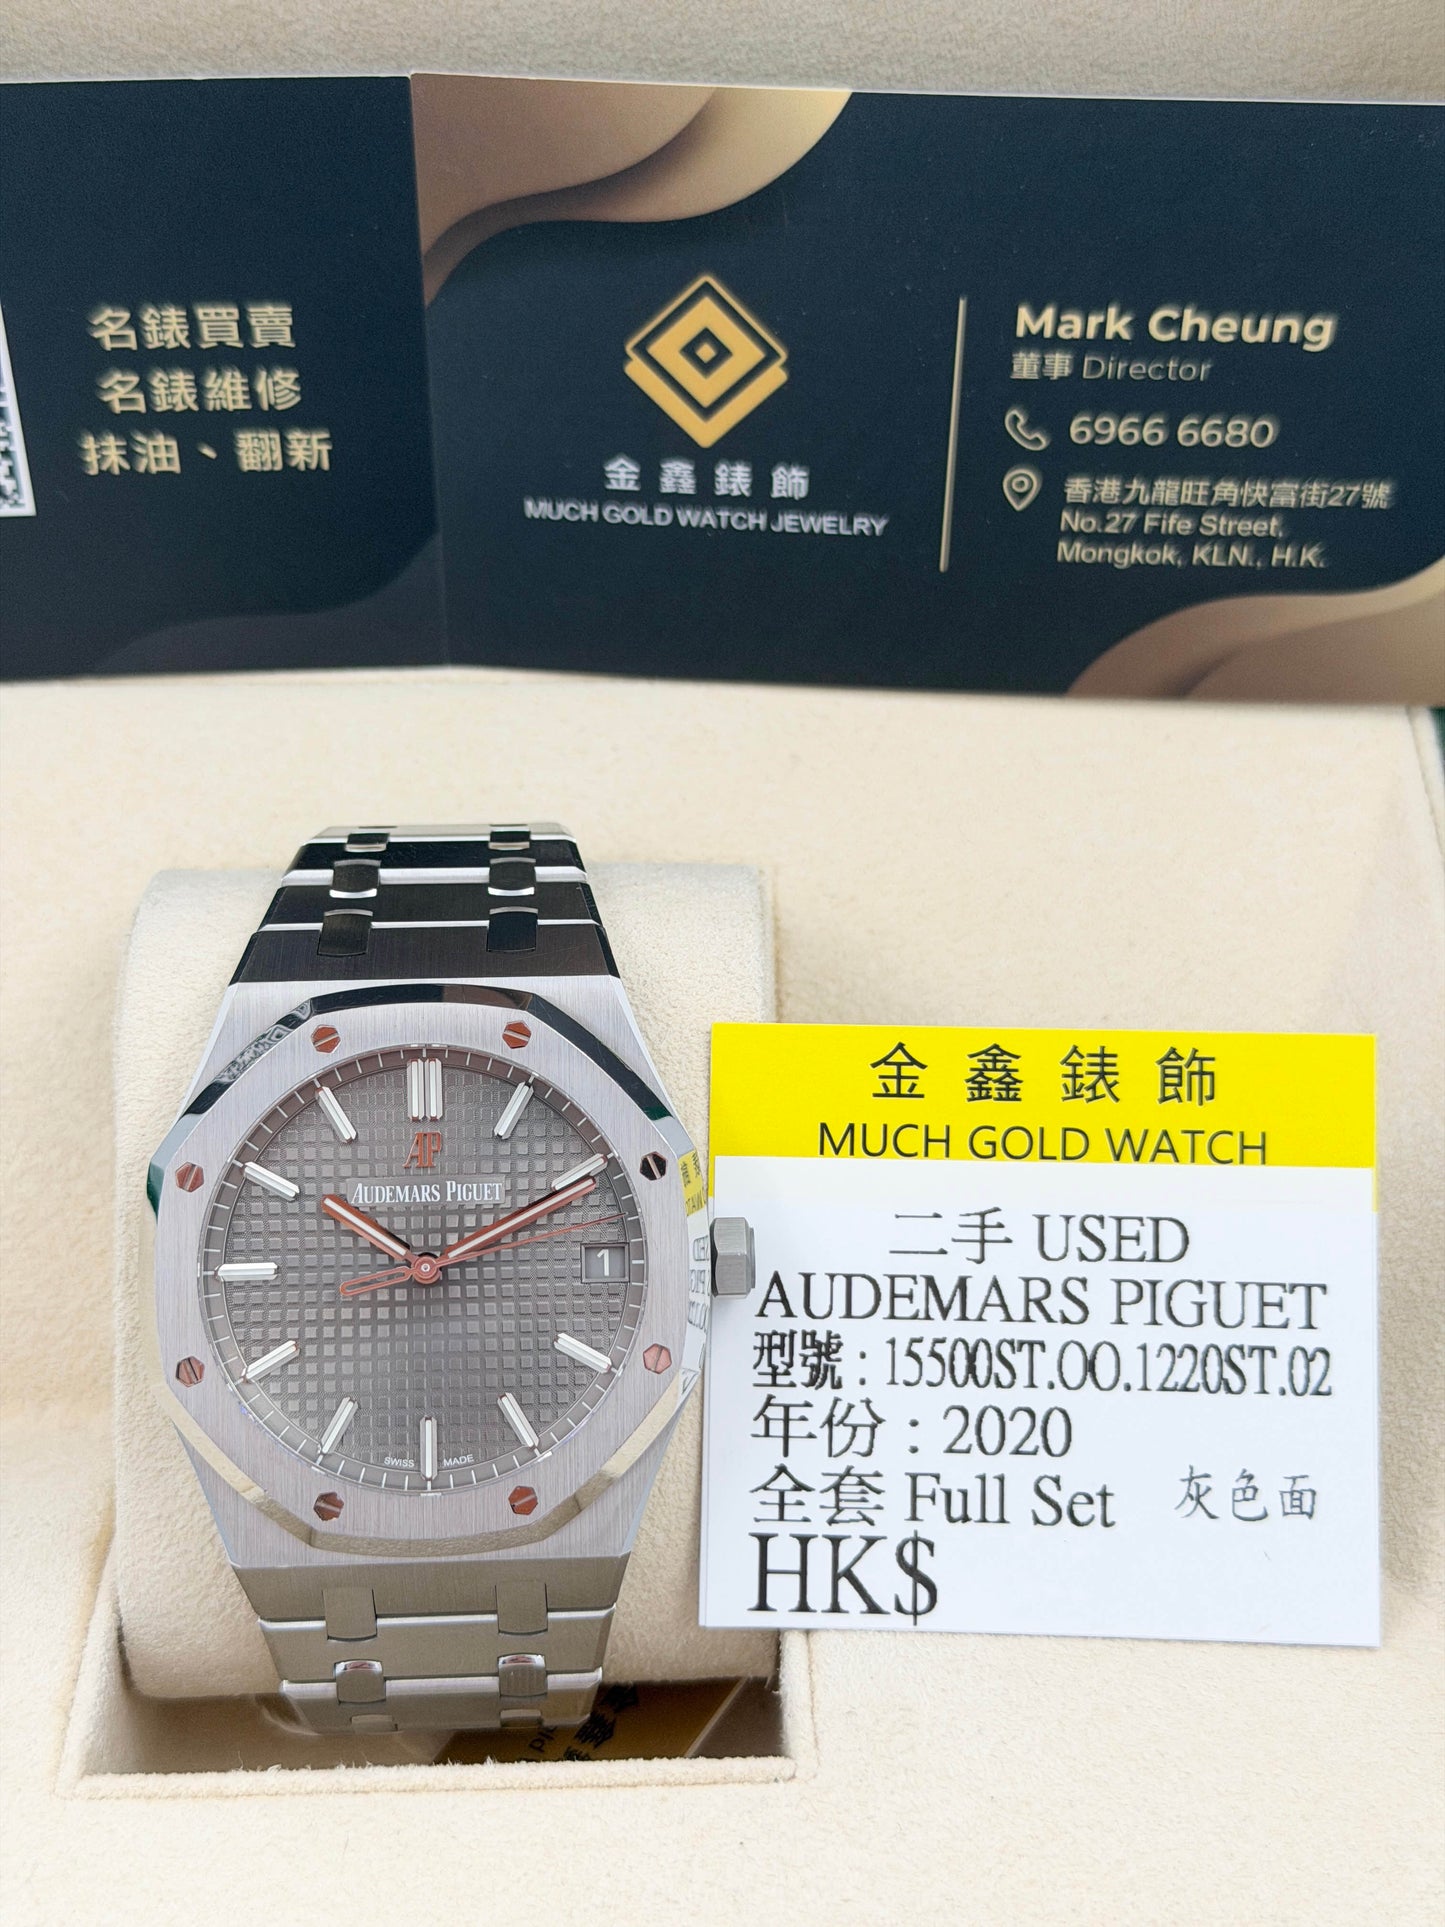 名錶買賣
名錶維修
抹油、翻新
金鑫錶飾
MUCH GOLD WATCH JEWELRY
Mark Cheung
董事 Director
6966 6680
香港九龍旺角快富街27號
No.27 Fife Street,
Mongkok, KLN., H.K.
AP
AUDEMARS PIGUET
1
SWISS MADE
金鑫錶飾
MUCH GOLD WATCH
二手 USED
AUDEMARS PIGUET
型號 : 15500ST.OO.1220ST.02
年份 : 2020
全套 Full Set 灰色面
HK$